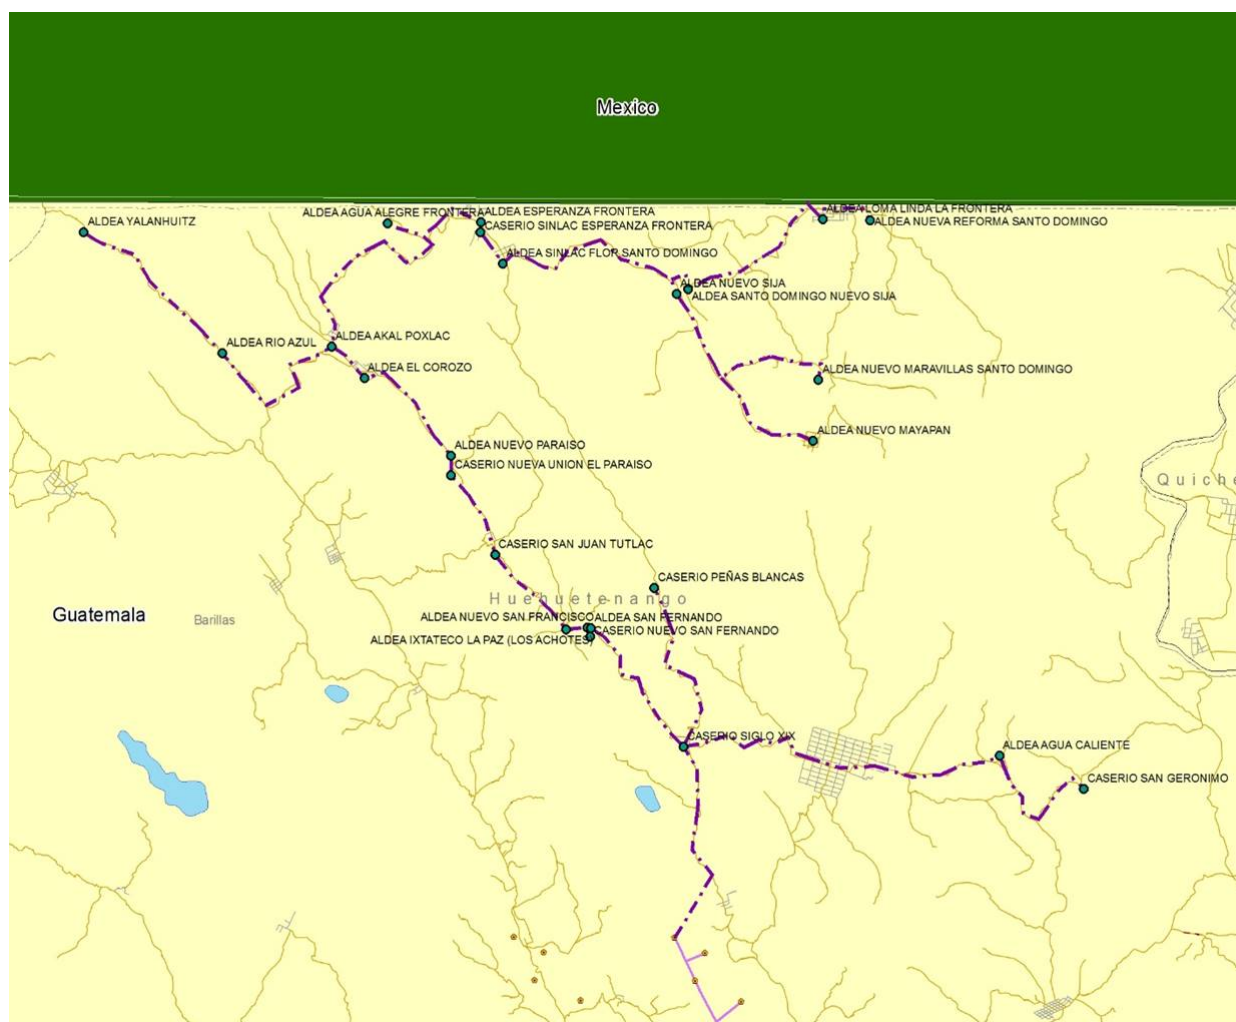 Mexico
ALDEA YALANHUITZ
ALDEA AGUA ALEGRE FRONTERA
ALDEA ESPERANZA FRONTERA
CASERIO SINLAC ESPERANZA FRONTERA
ALDEA LOMA LINDA LA FRONTERA
ALDEA NUEVA REFORMA SANTO DOMINGO
ALDEA SINLAC FLOR SANTO DOMINGO
ALDEA NUEVO SIJA
ALDEA SANTO DOMINGO NUEVO SIJA
ALDEA RIO AZUL
ALDEA AKAL POXLAC
ALDEA EL COROZO
ALDEA NUEVO MARAVILLAS SANTO DOMINGO
ALDEA NUEVO MAYAPAN
ALDEA NUEVO PARAISO
CASERIO NUEVA UNION EL PARAISO
Quiche
CASERIO SAN JUAN TUTLAC
CASERIO PEÑAS BLANCAS
Huehuetenango
Guatemala
Barillas
ALDEA NUEVO SAN FRANCISCO
ALDEA SAN FERNANDO
CASERIO NUEVO SAN FERNANDO
ALDEA IXTATECO LA PAZ (LOS ACHOTES)
CASERIO SIGLO XIX
ALDEA AGUA CALIENTE
CASERIO SAN GERONIMO